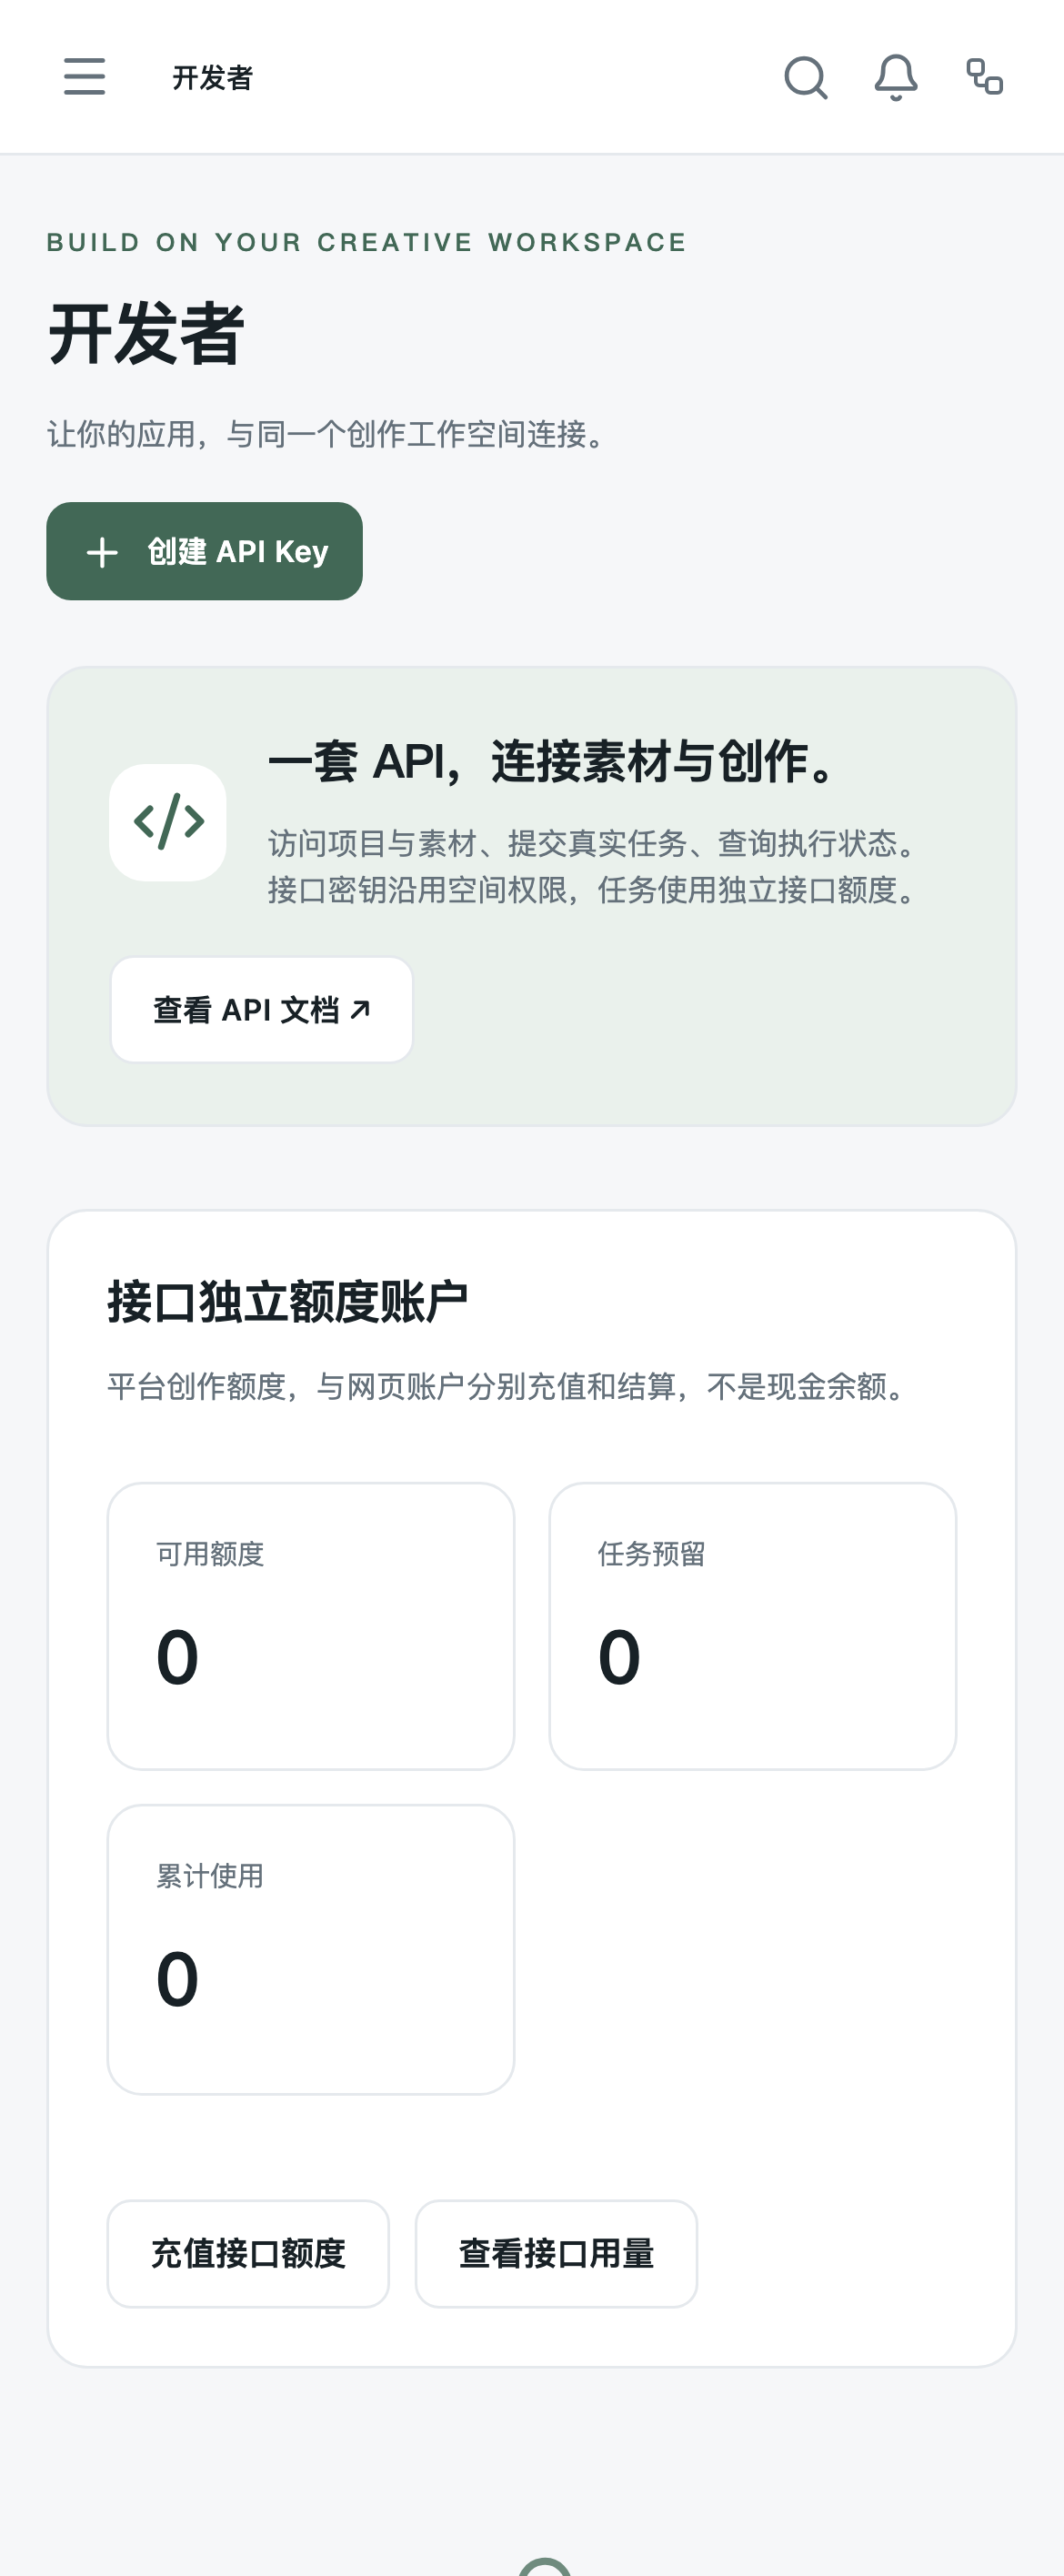 开发者
BUILD ON YOUR CREATIVE WORKSPACE
开发者
让你的应用，与同一个创作工作空间连接。
创建 API Key
一套 API，连接素材与创作。
访问项目与素材、提交真实任务、查询执行状态。
接口密钥沿用空间权限，任务使用独立接口额度。
查看 API 文档 ↗
接口独立额度账户
平台创作额度，与网页账户分别充值和结算，不是现金余额。
可用额度
0
任务预留
0
累计使用
0
充值接口额度
查看接口用量